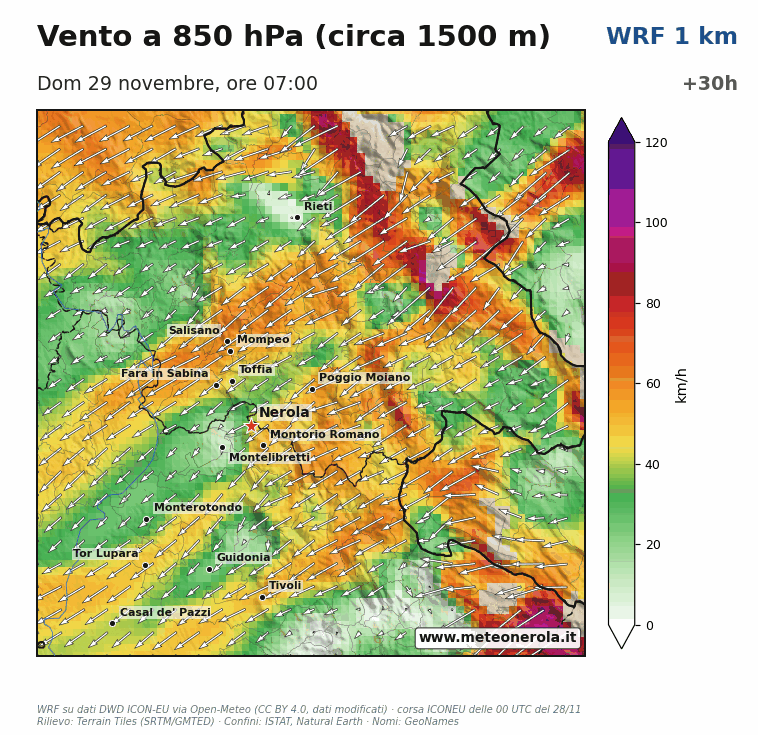 Vento a 850 hPa (circa 1500 m)
WRF 1 km
Dom 29 novembre, ore 07:00
+30h
Rieti
Salisano
Mompeo
Fara in Sabina
Toffia
Poggio Moiano
Nerola
Montorio Romano
Montelibretti
Monterotondo
Tor Lupara
Guidonia
Tivoli
Casal de' Pazzi
www.meteonerola.it
120
100
80
60
40
20
0
km/h
WRF su dati DWD ICON-EU via Open-Meteo (CC BY 4.0, dati modificati) · corsa ICONEU delle 00 UTC del 28/11
Rilievo: Terrain Tiles (SRTM/GMTED) · Confini: ISTAT, Natural Earth · Nomi: GeoNames